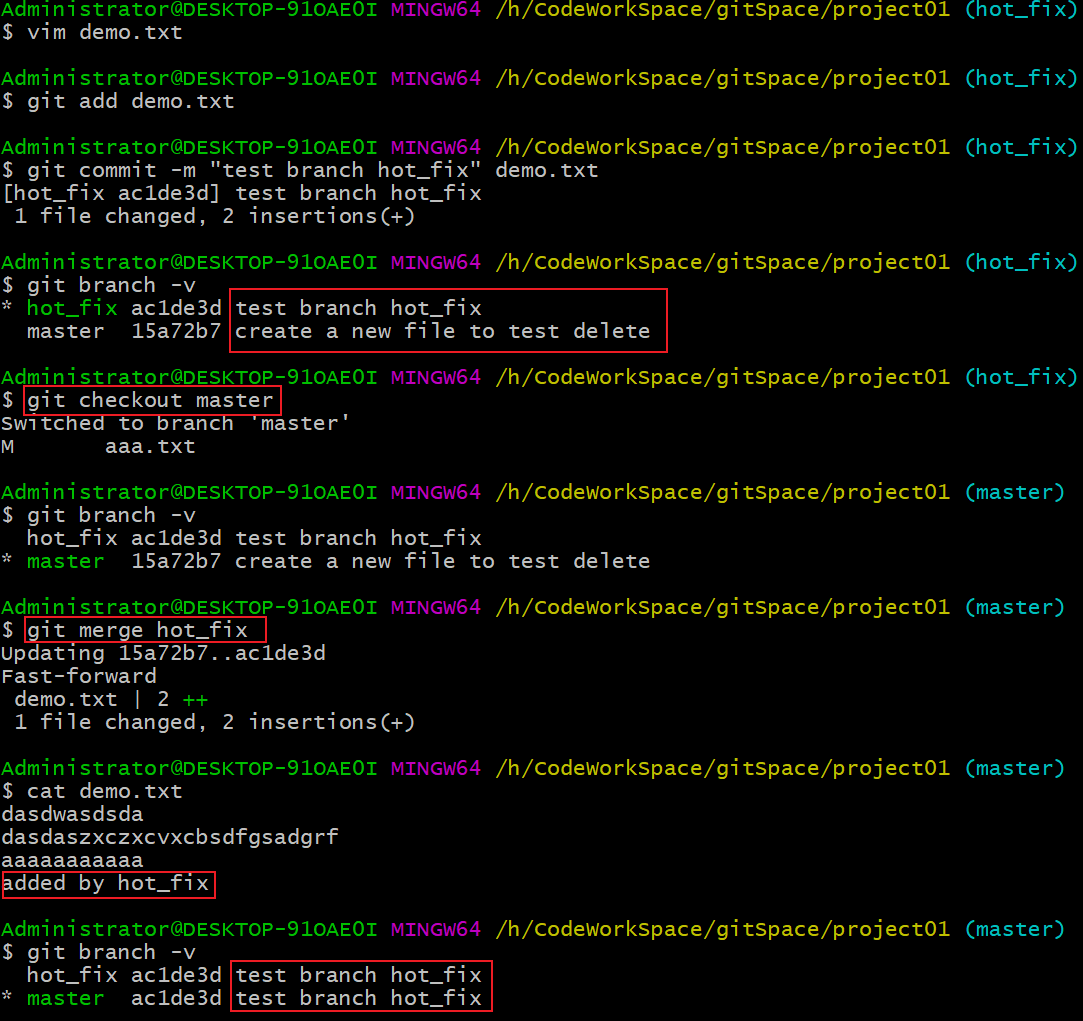 Administrator@DESKTOP-91OAE0I MINGW64 /h/CodeWorkSpace/gitSpace/project01 (hot_fix)
$ vim demo.txt
Administrator@DESKTOP-91OAE0I MINGW64 /h/CodeWorkSpace/gitSpace/project01 (hot_fix)
$ git add demo.txt
Administrator@DESKTOP-91OAE0I MINGW64 /h/CodeWorkSpace/gitSpace/project01 (hot_fix)
$ git commit -m "test branch hot_fix" demo.txt
[hot_fix ac1de3d] test branch hot_fix
 1 file changed, 2 insertions(+)
Administrator@DESKTOP-91OAE0I MINGW64 /h/CodeWorkSpace/gitSpace/project01 (hot_fix)
$ git branch -v
* hot_fix ac1de3d test branch hot_fix
  master  15a72b7 create a new file to test delete
Administrator@DESKTOP-91OAE0I MINGW64 /h/CodeWorkSpace/gitSpace/project01 (hot_fix)
$ git checkout master
Switched to branch 'master'
M       aaa.txt
Administrator@DESKTOP-91OAE0I MINGW64 /h/CodeWorkSpace/gitSpace/project01 (master)
$ git branch -v
  hot_fix ac1de3d test branch hot_fix
* master  15a72b7 create a new file to test delete
Administrator@DESKTOP-91OAE0I MINGW64 /h/CodeWorkSpace/gitSpace/project01 (master)
$ git merge hot_fix
Updating 15a72b7..ac1de3d
Fast-forward
 demo.txt | 2 ++
 1 file changed, 2 insertions(+)
Administrator@DESKTOP-91OAE0I MINGW64 /h/CodeWorkSpace/gitSpace/project01 (master)
$ cat demo.txt
dasdwasdsda
dasdaszxczxcvxcbsdfgsadgrf
aaaaaaaaaaa
added by hot_fix
Administrator@DESKTOP-91OAE0I MINGW64 /h/CodeWorkSpace/gitSpace/project01 (master)
$ git branch -v
  hot_fix ac1de3d test branch hot_fix
* master  ac1de3d test branch hot_fix